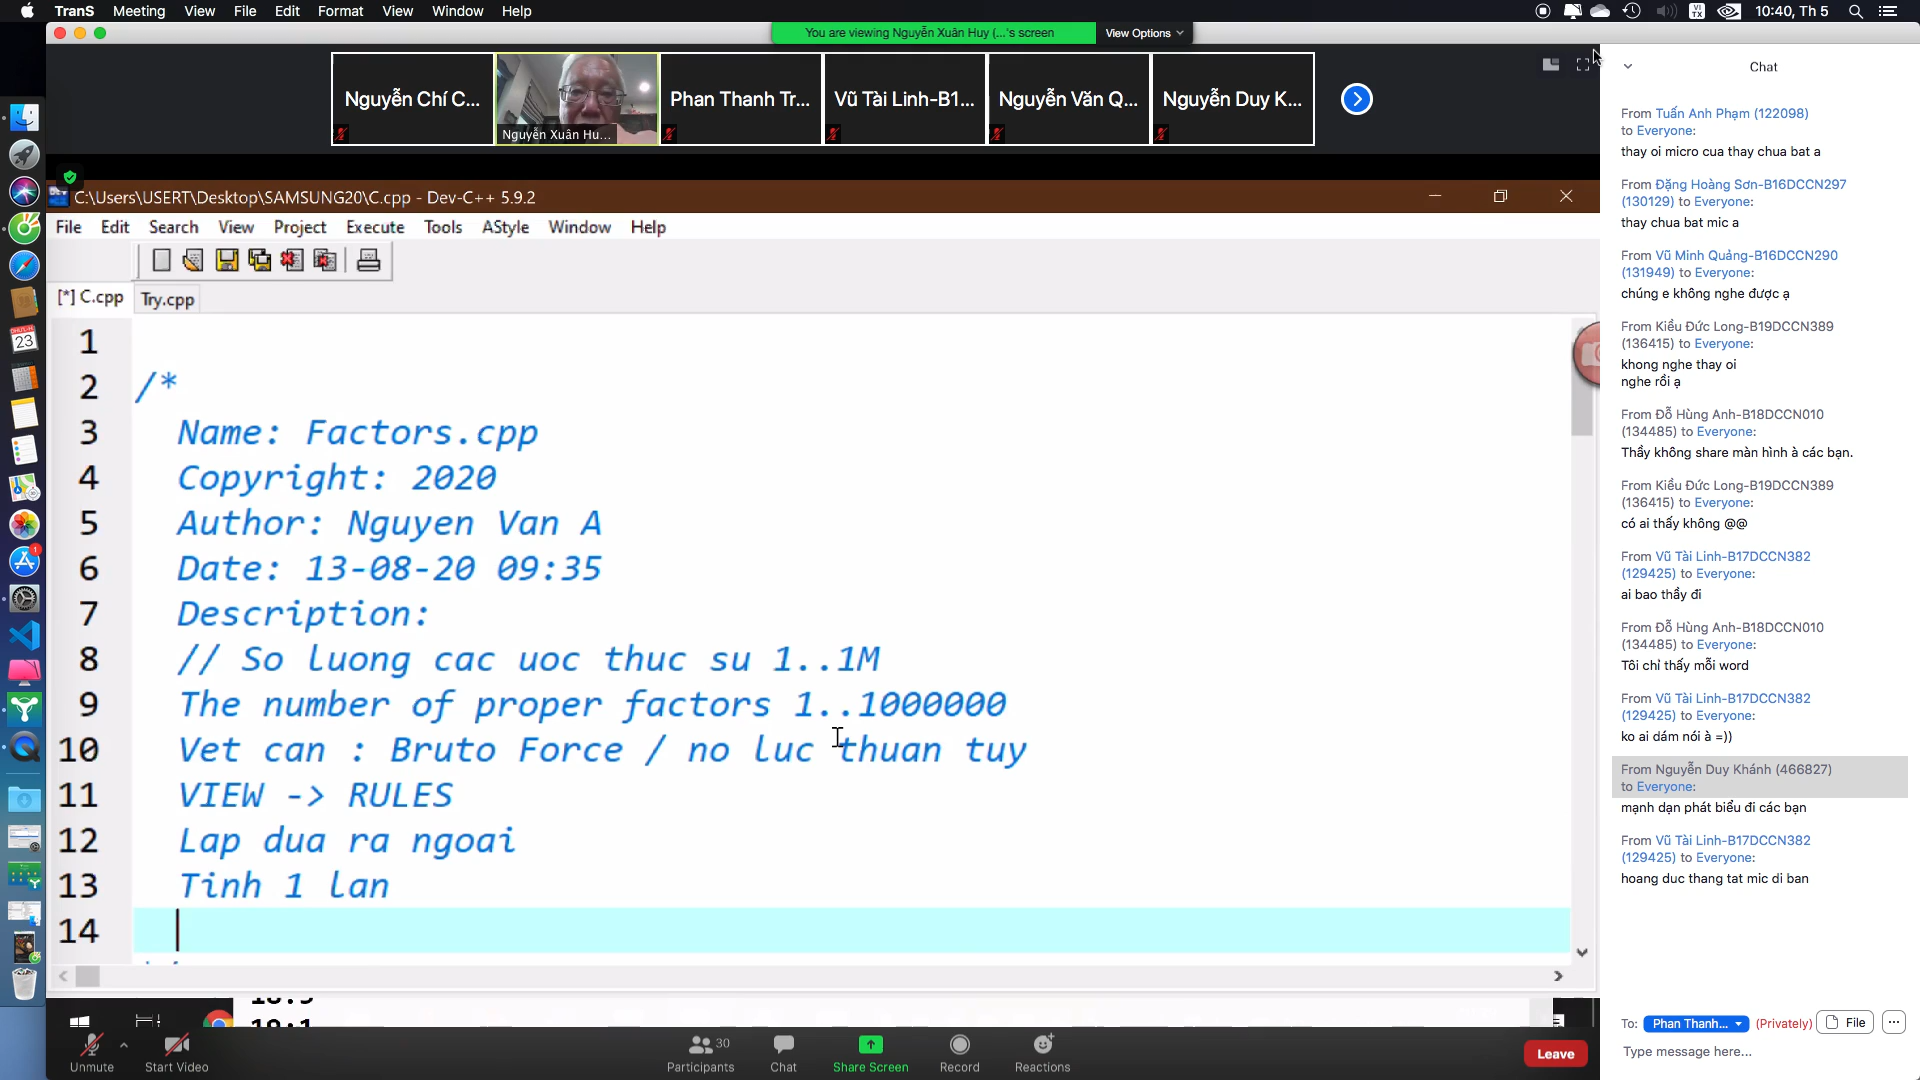 TranS Meeting View File Edit Format View Window Help
VI
TX
10:40, Th 5
You are viewing Nguyễn Xuân Huy (...'s screen
View Options
Nguyễn Chí C...
Nguyễn Xuân Hu...
Phan Thanh Tr...
Vũ Tài Linh-B1...
Nguyễn Văn Q...
Nguyễn Duy K...
C:\Users\USERT\Desktop\SAMSUNG20\C.cpp - Dev-C++ 5.9.2
File Edit Search View Project Execute Tools AStyle Window Help
[*] C.cpp Try.cpp
1
2 /*
3 Name: Factors.cpp
4 Copyright: 2020
5 Author: Nguyen Van A
6 Date: 13-08-20 09:35
7 Description:
8 // So luong cac uoc thuc su 1..1M
9 The number of proper factors 1..1000000
10 Vet can : Bruto Force / no luc thuan tuy
11 VIEW -> RULES
12 Lap dua ra ngoai
13 Tinh 1 lan
14
Unmute
Start Video
Participants
30
Chat
Share Screen
Record
Reactions
Leave
23
1
Chat
From Tuấn Anh Phạm (122098)
to Everyone:
thay oi micro cua thay chua bat a
From Đặng Hoàng Sơn-B16DCCN297
(130129) to Everyone:
thay chua bat mic a
From Vũ Minh Quảng-B16DCCN290
(131949) to Everyone:
chúng e không nghe được ạ
From Kiều Đức Long-B19DCCN389
(136415) to Everyone:
khong nghe thay oi
nghe rồi ạ
From Đỗ Hùng Anh-B18DCCN010
(134485) to Everyone:
Thầy không share màn hình à các bạn.
From Kiều Đức Long-B19DCCN389
(136415) to Everyone:
có ai thấy không @@
From Vũ Tài Linh-B17DCCN382
(129425) to Everyone:
ai bao thầy đi
From Đỗ Hùng Anh-B18DCCN010
(134485) to Everyone:
Tôi chỉ thấy mỗi word
From Vũ Tài Linh-B17DCCN382
(129425) to Everyone:
ko ai dám nói à =))
From Nguyễn Duy Khánh (466827)
to Everyone:
mạnh dạn phát biểu đi các bạn
From Vũ Tài Linh-B17DCCN382
(129425) to Everyone:
hoang duc thang tat mic di ban
To: Phan Thanh... (Privately) File
Type message here...